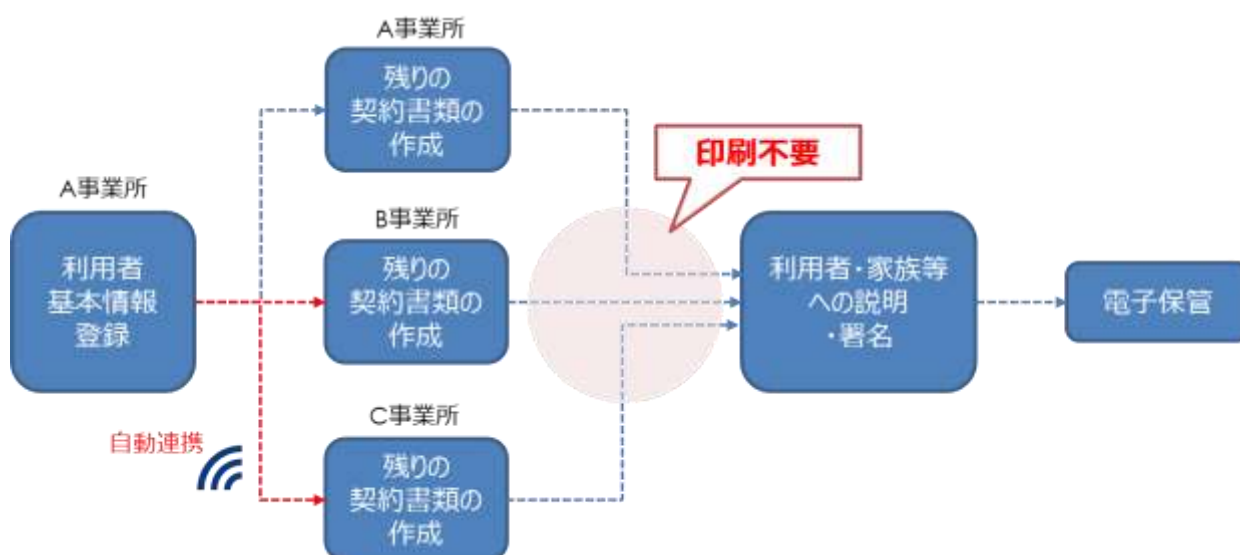 A事業所
利用者
基本情報
登録
自動連携
A事業所
残りの
契約書類の
作成
B事業所
残りの
契約書類の
作成
C事業所
残りの
契約書類の
作成
印刷不要
利用者・家族等
への説明
・署名
電子保管